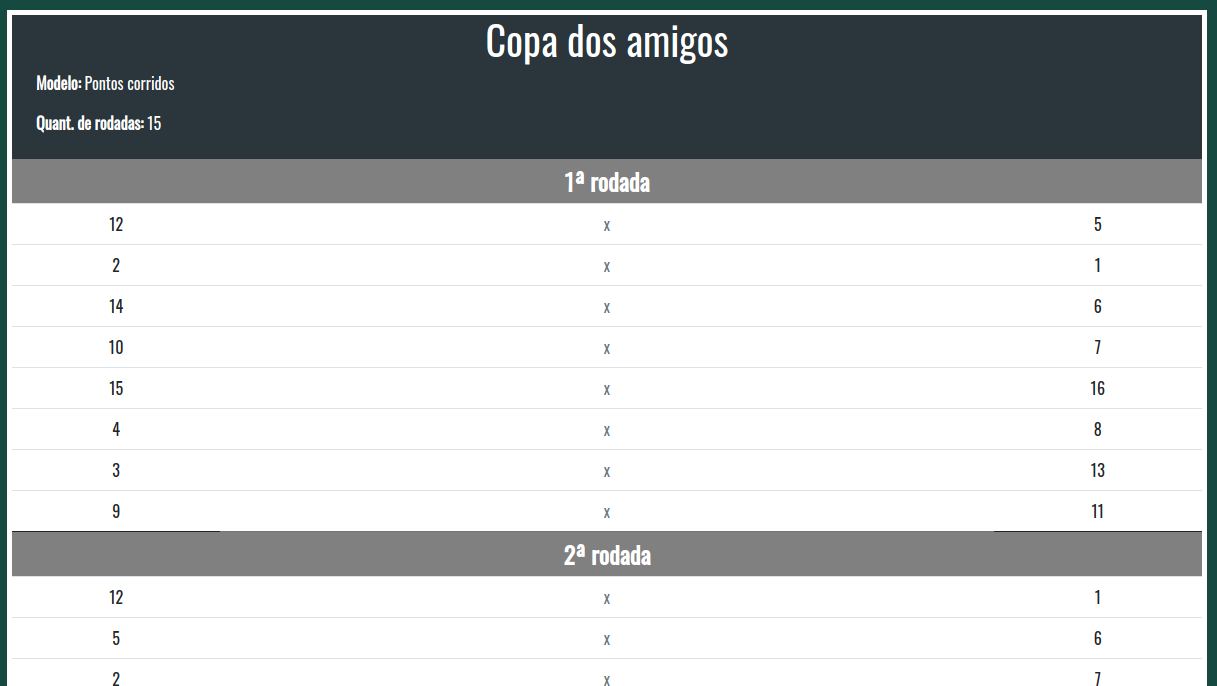 Copa dos amigos
Modelo: Pontos corridos
Quant. de rodadas: 15
1ª rodada
12 x 5
2 x 1
14 x 6
10 x 7
15 x 16
4 x 8
3 x 13
9 x 11
2ª rodada
12 x 1
5 x 6
2 x 7